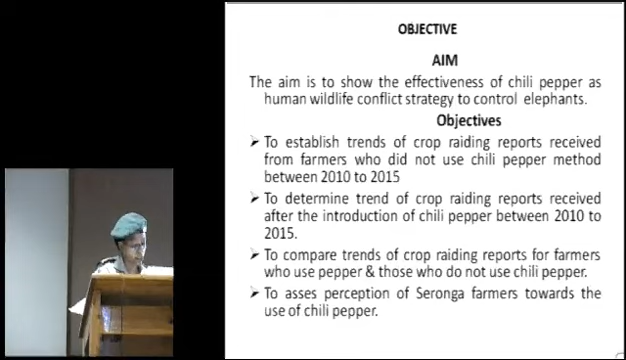 OBJECTIVE
AIM
The aim is to show the effectiveness of chili pepper as
human wildlife conflict strategy to control elephants.
Objectives
➢ To establish trends of crop raiding reports received
from farmers who did not use chili pepper method
between 2010 to 2015
➢ To determine trend of crop raiding reports received
after the introduction of chili pepper between 2010 to
2015.
➢ To compare trends of crop raiding reports for farmers
who use pepper & those who do not use chili pepper.
➢ To asses perception of Seronga farmers towards the
use of chili pepper.